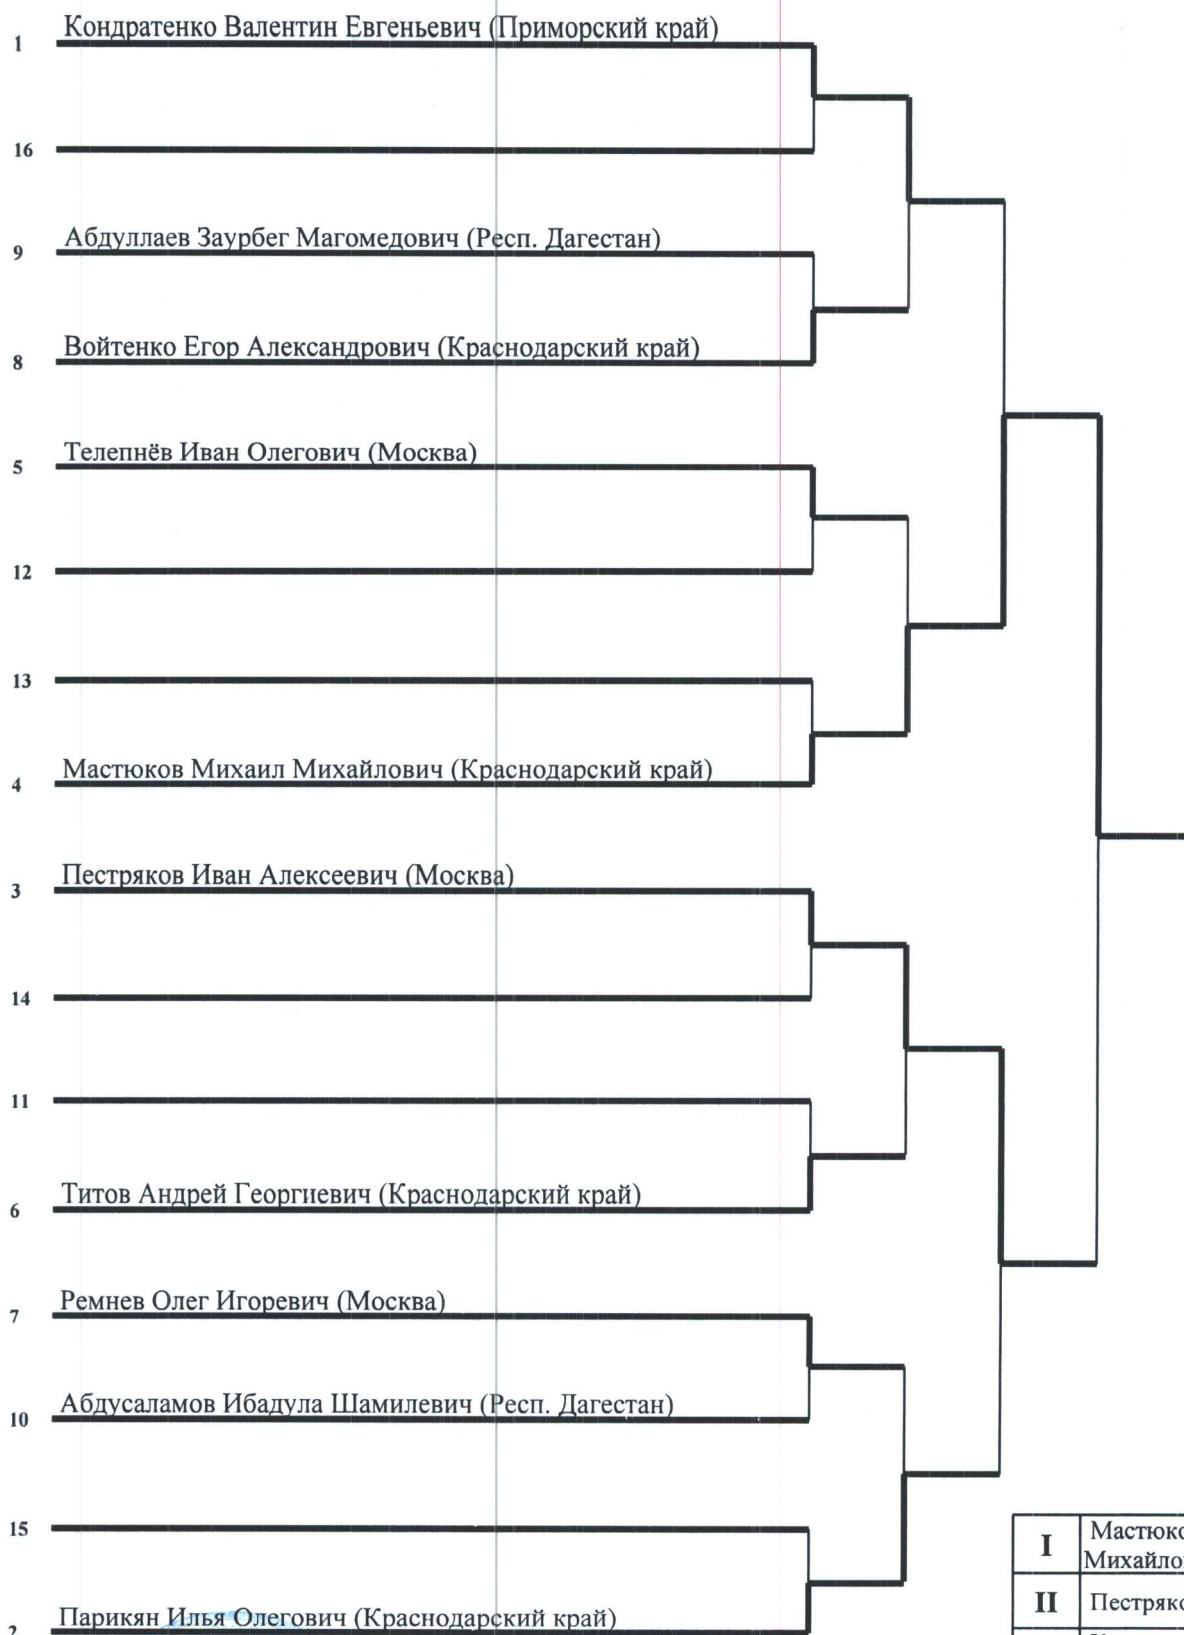 Кондратенко Валентин Евгеньевич (Приморский край)
1
16
Абдуллаев Заурбег Магомедович (Респ. Дагестан)
9
Войтенко Егор Александрович (Краснодарский край)
8
Телепнёв Иван Олегович (Москва)
5
12
13
Мастюков Михаил Михайлович (Краснодарский край)
4
Пестряков Иван Алексеевич (Москва)
3
14
11
Титов Андрей Георгиевич (Краснодарский край)
6
Ремнев Олег Игоревич (Москва)
7
Абдусаламов Ибадула Шамилевич (Респ. Дагестан)
10
15
I Мастюко
Михайло
II Пестряко
Парикян Илья Олегович (Краснодарский край)
2